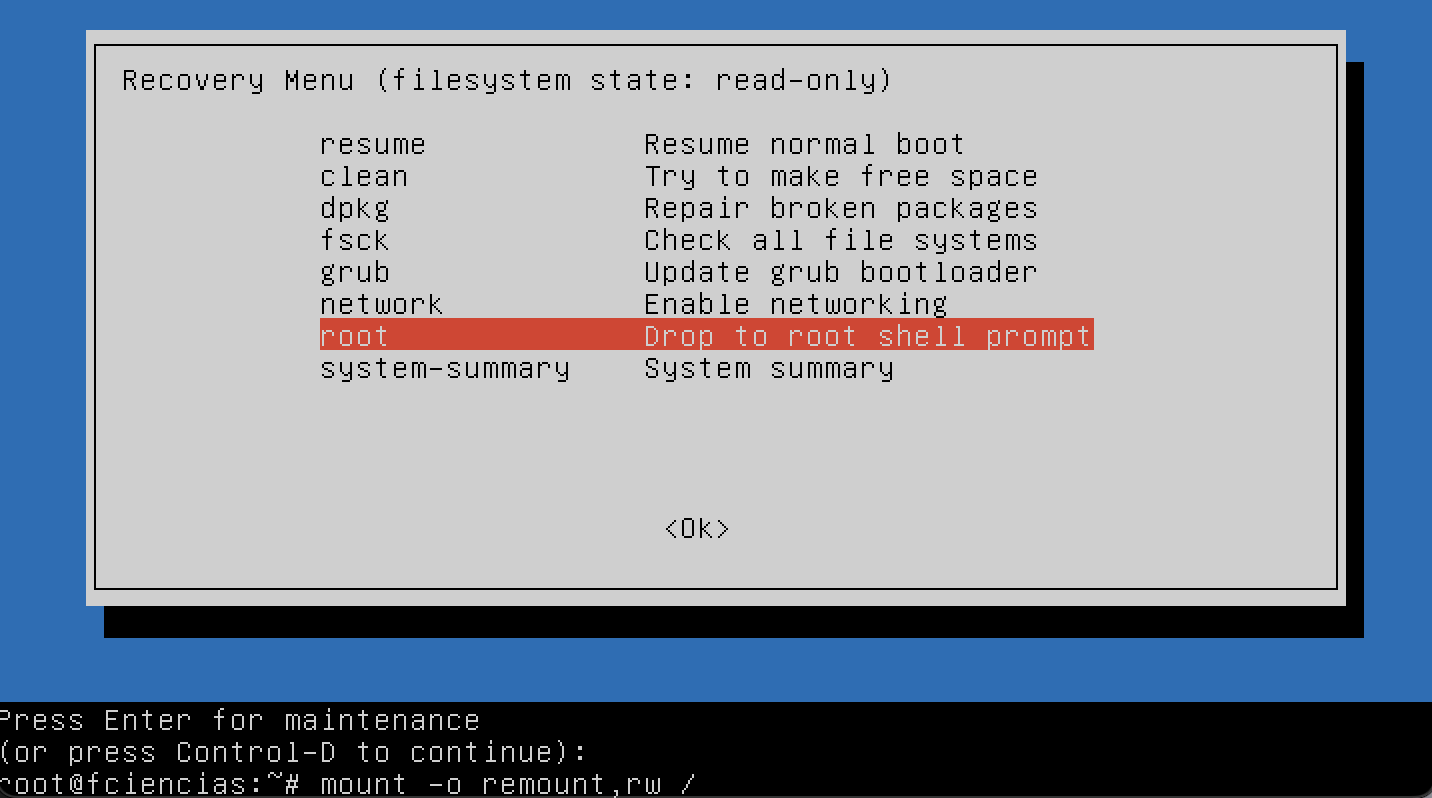 Recovery Menu (filesystem state: read-only)
resume Resume normal boot
clean Try to make free space
dpkg Repair broken packages
fsck Check all file systems
grub Update grub bootloader
network Enable networking
root Drop to root shell prompt
system-summary System summary
<Ok>
Press Enter for maintenance
(or press Control-D to continue):
root@fciencias:~# mount -o remount,rw /